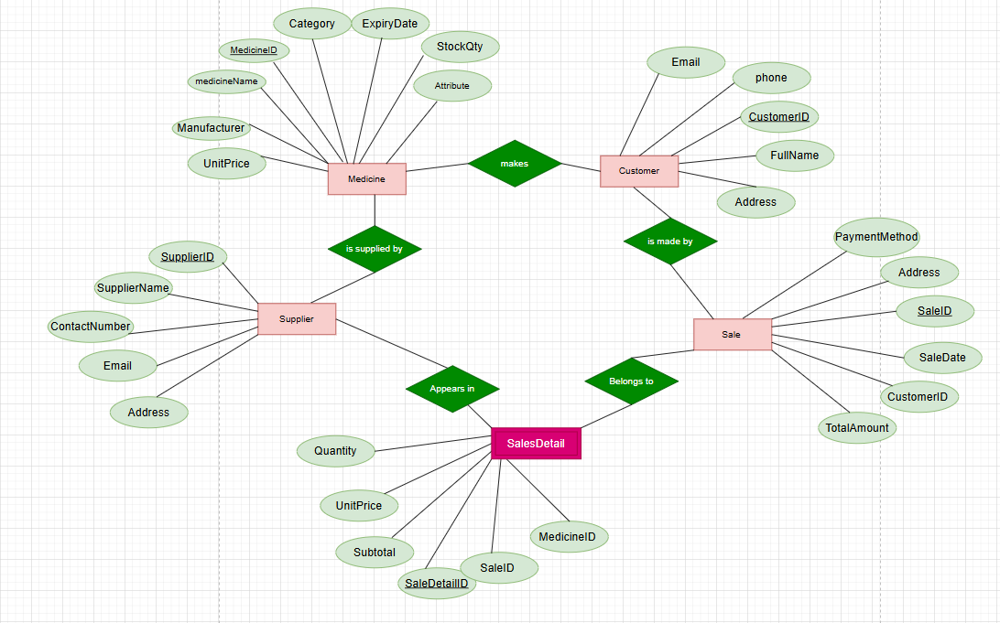 Category
ExpiryDate
MedicineID
StockQty
medicineName
Attribute
Manufacturer
UnitPrice
Medicine
makes
Email
phone
CustomerID
FullName
Customer
Address
is supplied by
is made by
PaymentMethod
Address
SaleID
SaleDate
CustomerID
TotalAmount
Sale
SupplierID
SupplierName
ContactNumber
Email
Address
Supplier
Appears in
Belongs to
SalesDetail
Quantity
UnitPrice
Subtotal
SaleDetailID
SaleID
MedicineID